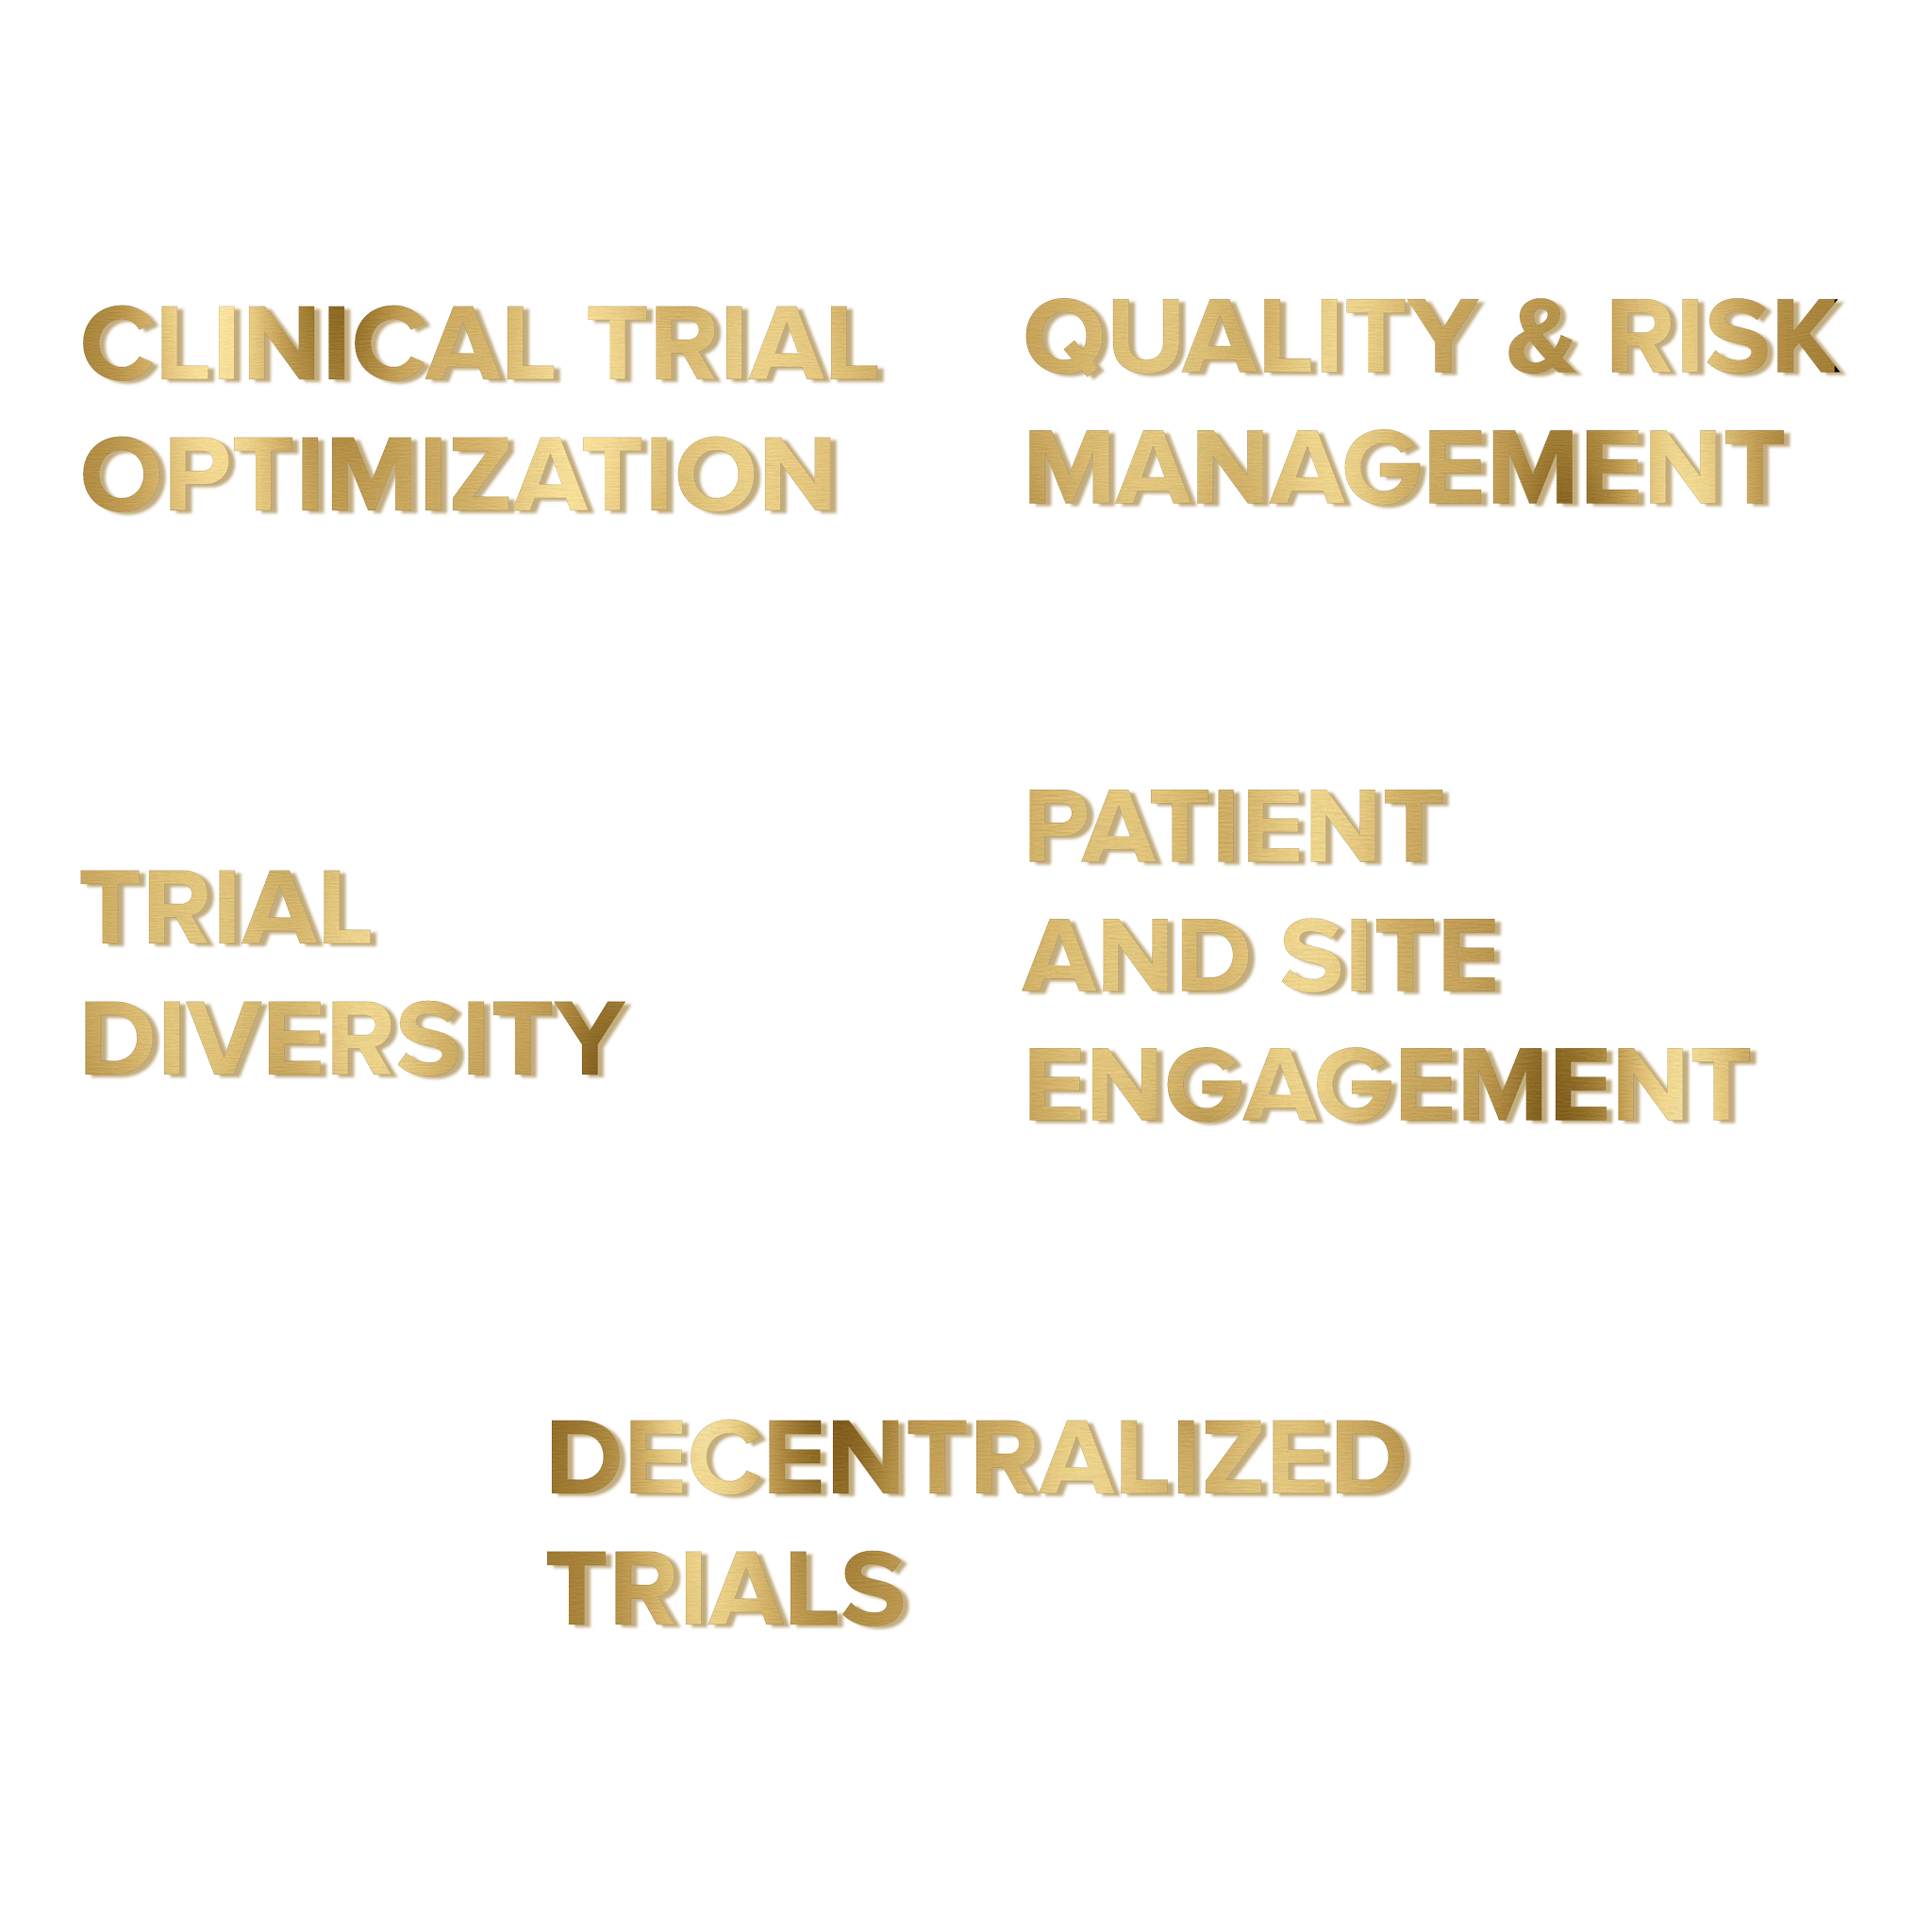 CLINICAL TRIAL
OPTIMIZATION
QUALITY & RISK
MANAGEMENT
TRIAL
DIVERSITY
PATIENT
AND SITE
ENGAGEMENT
DECENTRALIZED
TRIALS